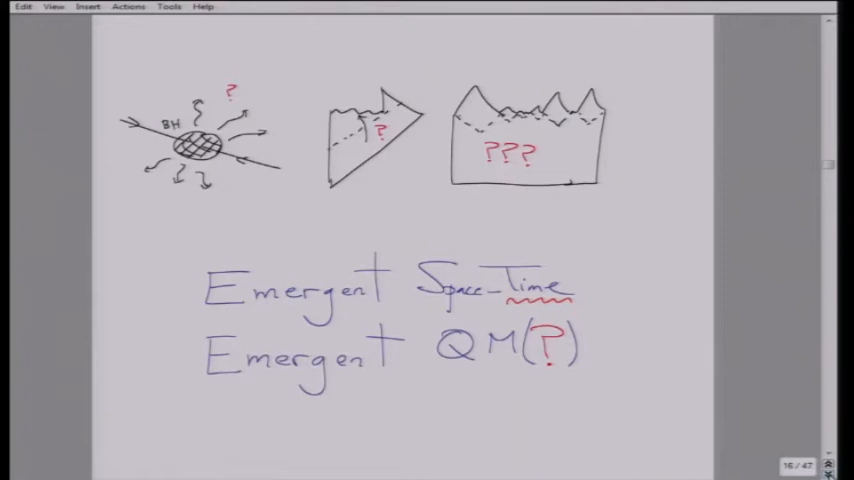 Edit View Insert Actions Tools Help
?
BH
?
???
Emergent Space-Time
Emergent QM(?)
16/47